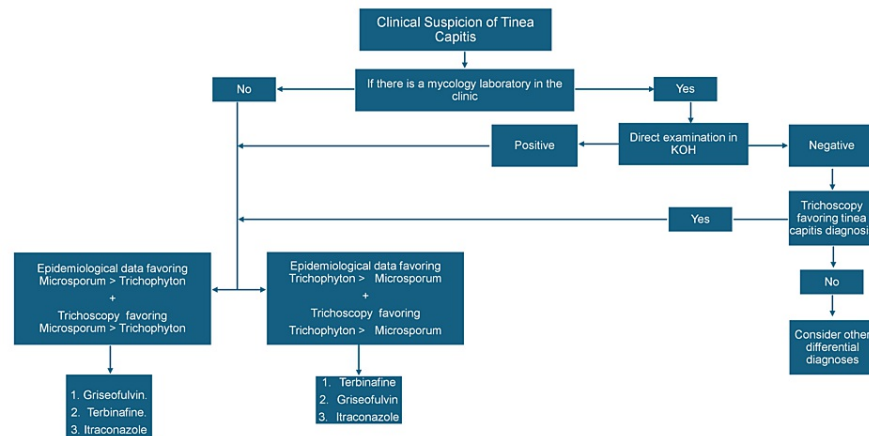 Clinical Suspicion of Tinea
Capitis
If there is a mycology laboratory in the
clinic
No
Yes
Direct examination in
KOH
Positive
Negative
Trichoscopy
favoring tinea
capitis diagnosis
Yes
No
Consider other
differential
diagnoses
Epidemiological data favoring
Microsporum > Trichophyton
+
Trichoscopy favoring
Microsporum > Trichophyton
Epidemiological data favoring
Trichophyton > Microsporum
+
Trichoscopy favoring
Trichophyton > Microsporum
1. Griseofulvin.
2. Terbinafine.
3. Itraconazole
1. Terbinafine
2. Griseofulvin
3. Itraconazole